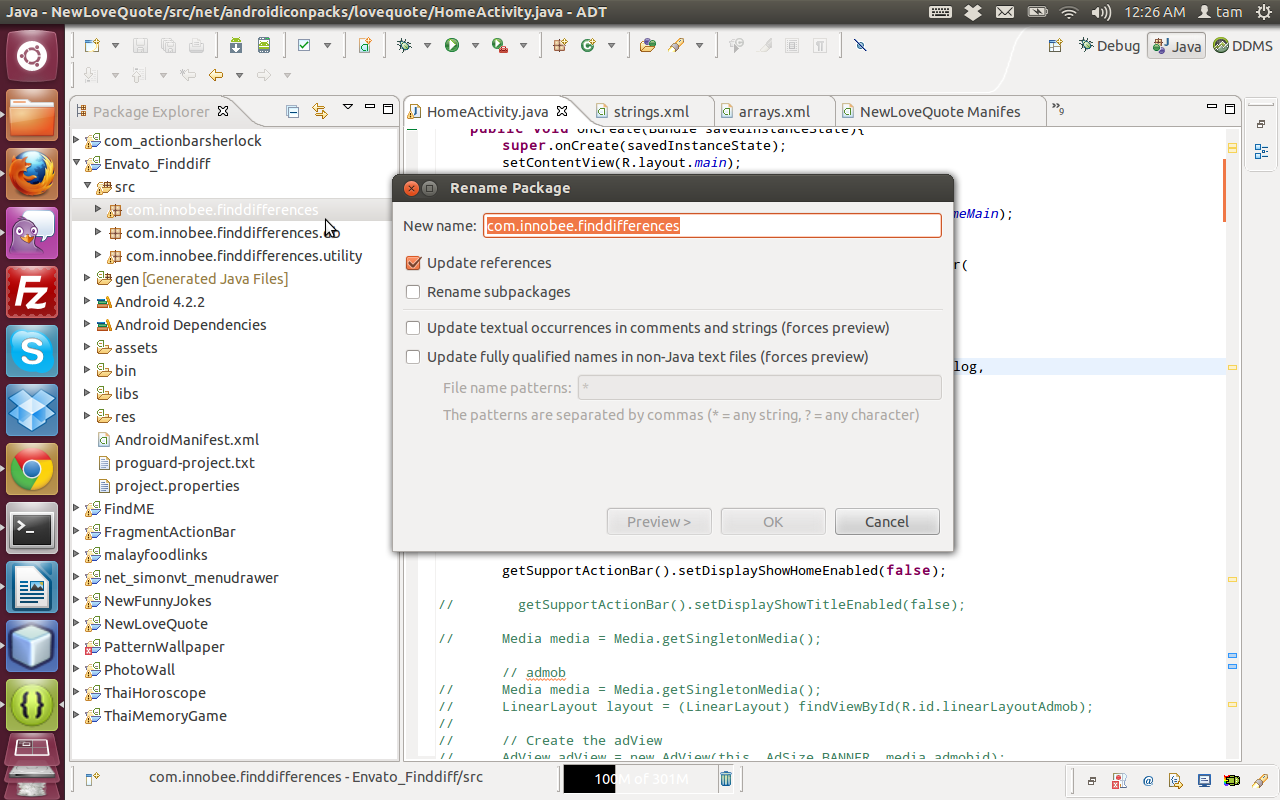 Java - NewLoveQuote/src/net/androidiconpacks/lovequote/HomeActivity.java - ADT
12:26 AM tam
Debug Java DDMS
Package Explorer
HomeActivity.java strings.xml arrays.xml NewLoveQuote Manifes »9
com_actionbarsherlock
Envato_Finddiff
src
com.innobee.finddifferences
com.innobee.finddifferences.
com.innobee.finddifferences.utility
gen [Generated Java Files]
Android 4.2.2
Android Dependencies
assets
bin
libs
res
AndroidManifest.xml
proguard-project.txt
project.properties
FindME
FragmentActionBar
malayfoodlinks
net_simonvt_menudrawer
NewFunnyJokes
NewLoveQuote
PatternWallpaper
PhotoWall
ThaiHoroscope
ThaiMemoryGame
public void onCreate(Bundle savedInstanceState){
super.onCreate(savedInstanceState);
setContentView(R.layout.main);
meMain);
r(
log,
Rename Package
New name: com.innobee.finddifferences
Update references
Rename subpackages
Update textual occurrences in comments and strings (forces preview)
Update fully qualified names in non-Java text files (forces preview)
File name patterns: *
The patterns are separated by commas (* = any string, ? = any character)
Preview > OK Cancel
getSupportActionBar().setDisplayShowHomeEnabled(false);
// getSupportActionBar().setDisplayShowTitleEnabled(false);
// Media media = Media.getSingletonMedia();
// admob
// Media media = Media.getSingletonMedia();
// LinearLayout layout = (LinearLayout) findViewById(R.id.linearLayoutAdmob);
//
// // Create the adView
// AdView adView = new AdView(this, AdSize.BANNER, media.admobid);
com.innobee.finddifferences - Envato_Finddiff/src
100M of 301M